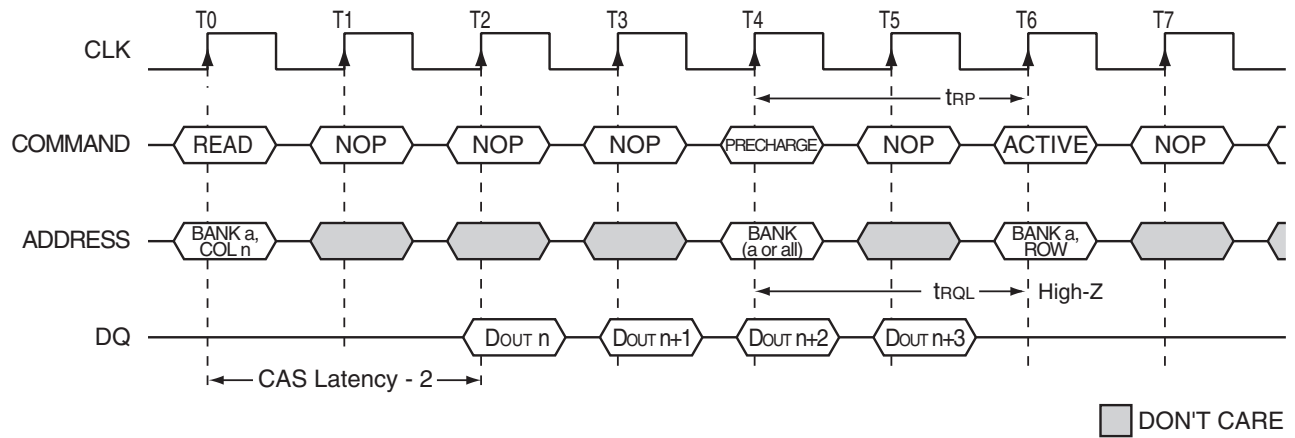 T0 T1 T2 T3 T4 T5 T6 T7
CLK
tRP
COMMAND READ NOP NOP NOP PRECHARGE NOP ACTIVE NOP
ADDRESS BANK a, COL n BANK (a or all) BANK a, ROW
tRQL High-Z
DQ DOUT n DOUT n+1 DOUT n+2 DOUT n+3
CAS Latency - 2
DON'T CARE